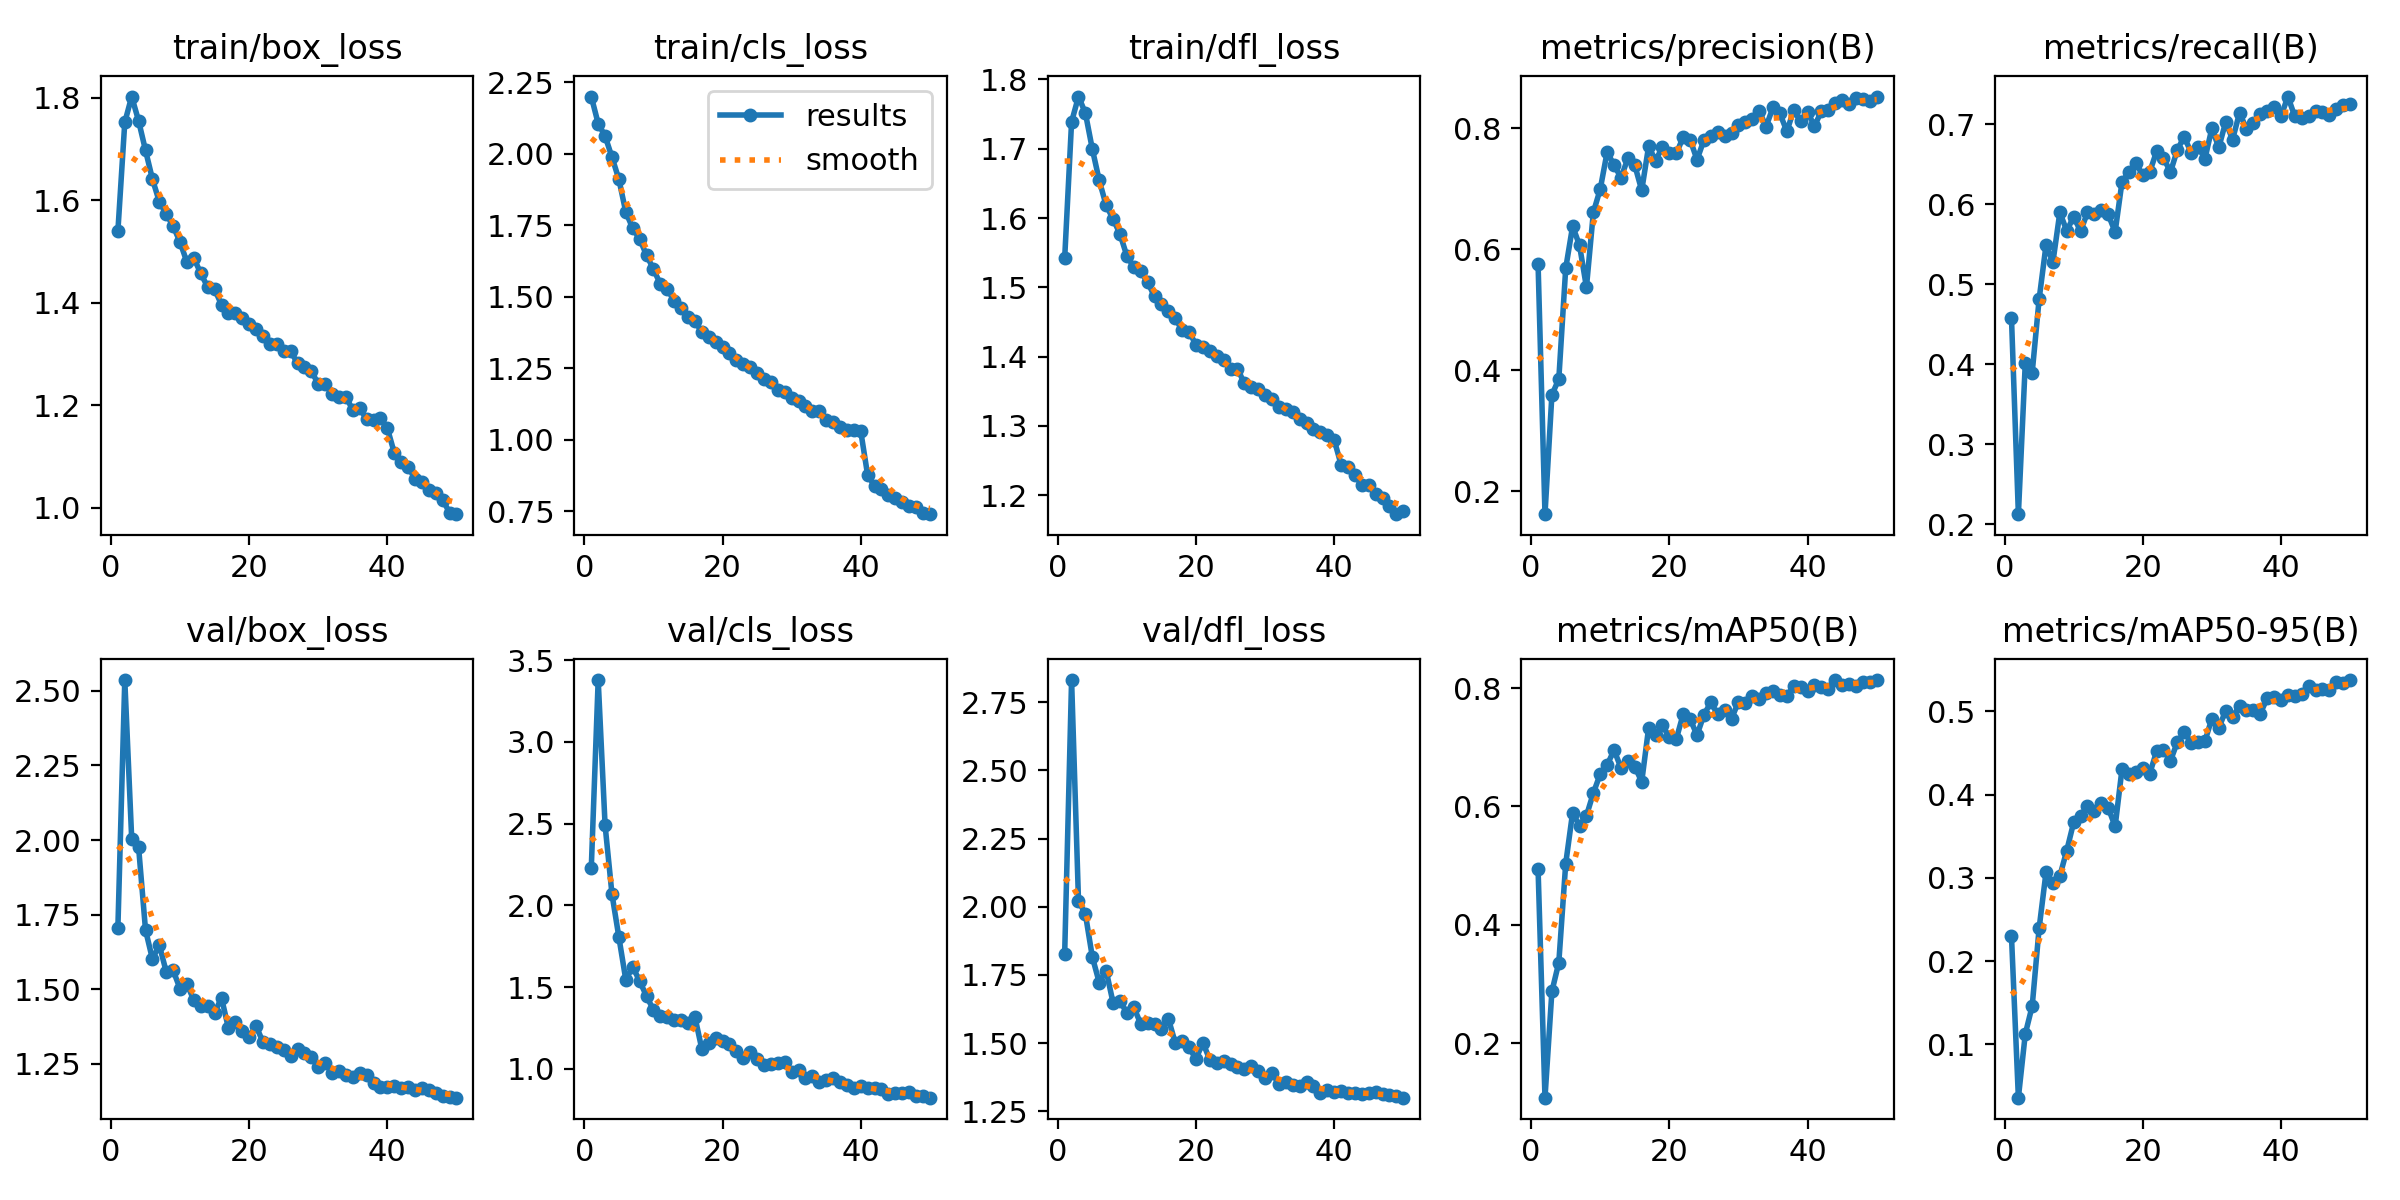 train/box_loss
1.8
1.6
1.4
1.2
1.0
0 20 40
train/cls_loss
results
smooth
2.25
2.00
1.75
1.50
1.25
1.00
0.75
0 20 40
train/dfl_loss
1.8
1.7
1.6
1.5
1.4
1.3
1.2
0 20 40
metrics/precision(B)
0.8
0.6
0.4
0.2
0 20 40
metrics/recall(B)
0.7
0.6
0.5
0.4
0.3
0.2
0 20 40
val/box_loss
2.50
2.25
2.00
1.75
1.50
1.25
0 20 40
val/cls_loss
3.5
3.0
2.5
2.0
1.5
1.0
0 20 40
val/dfl_loss
2.75
2.50
2.25
2.00
1.75
1.50
1.25
0 20 40
metrics/mAP50(B)
0.8
0.6
0.4
0.2
0 20 40
metrics/mAP50-95(B)
0.5
0.4
0.3
0.2
0.1
0 20 40